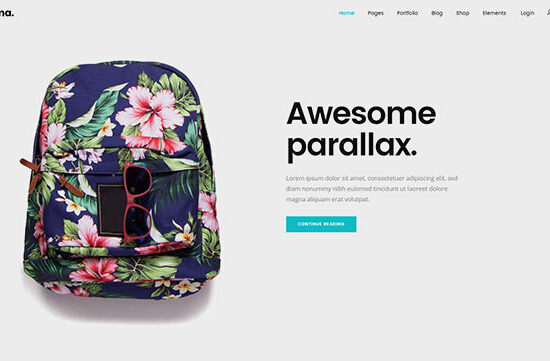 na.
Home Pages Portfolio Blog Shop Elements Login
Awesome
parallax.
Lorem ipsum dolor sit amet, consectetuer adipiscing elit, sed
diam nonummy nibh euismod tincidunt ut laoreet dolore
magna aliquam erat volutpat.
CONTINUE READING